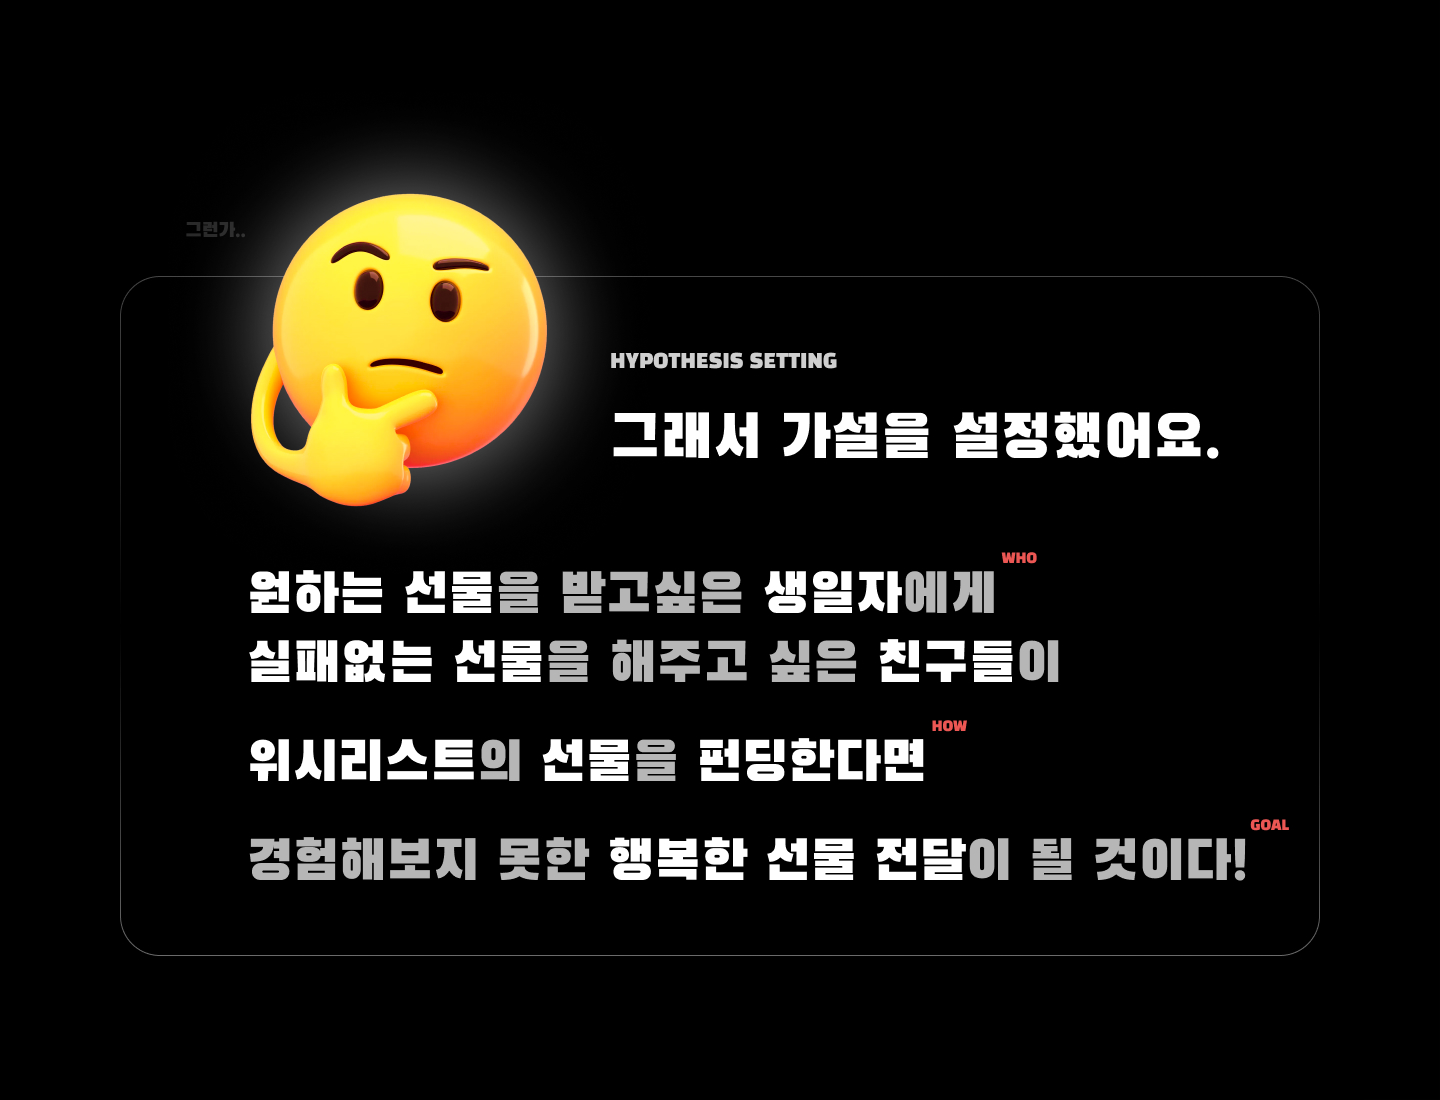 그런가..
HYPOTHESIS SETTING
그래서 가설을 설정했어요.
WHO
원하는 선물을 받고싶은 생일자에게
실패없는 선물을 해주고 싶은 친구들이
HOW
위시리스트의 선물을 펀딩한다면
GOAL
경험해보지 못한 행복한 선물 전달이 될 것이다!